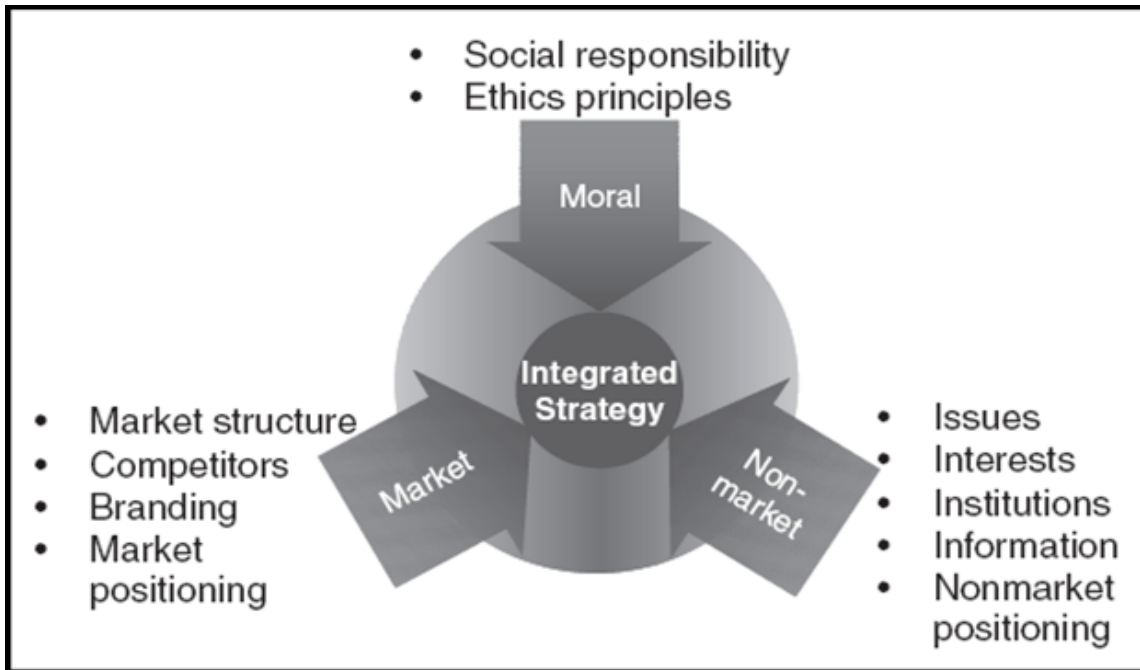 • Social responsibility
• Ethics principles
Moral
Integrated
Strategy
• Market structure
• Competitors
• Branding
• Market
positioning
Market
Non-
market
• Issues
• Interests
• Institutions
• Information
• Nonmarket
positioning